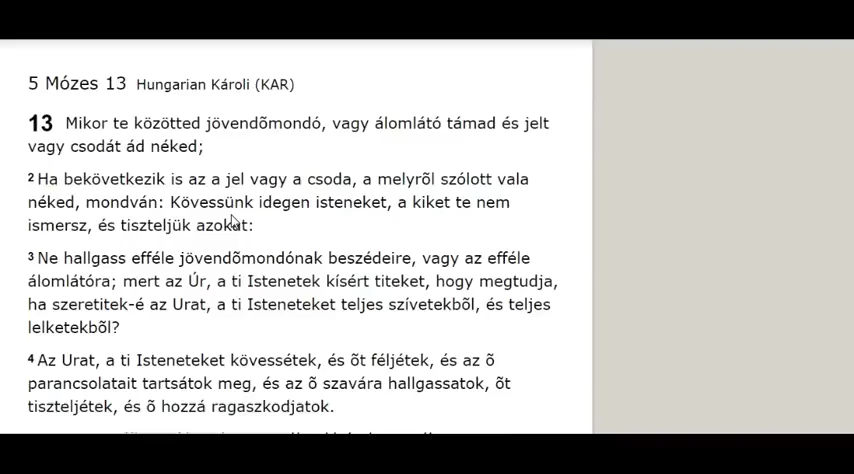 5 Mózes 13 Hungarian Károli (KAR)
13 Mikor te közötted jövendõmondó, vagy álomlátó támad és jelt
vagy csodát ád néked;
2 Ha bekövetkezik is az a jel vagy a csoda, a melyrõl szólott vala
néked, mondván: Kövessünk idegen isteneket, a kiket te nem
ismersz, és tiszteljük azokat:
3 Ne hallgass efféle jövendõmondónak beszédeire, vagy az efféle
álomlátóra; mert az Úr, a ti Istenetek kísért titeket, hogy megtudja,
ha szeretitek-é az Urat, a ti Isteneteket teljes szívetekbõl, és teljes
lelketekbõl?
4 Az Urat, a ti Isteneteket kövessétek, és õt féljétek, és az õ
parancsolatait tartsátok meg, és az õ szavára hallgassatok, õt
tiszteljétek, és õ hozzá ragaszkodjatok.